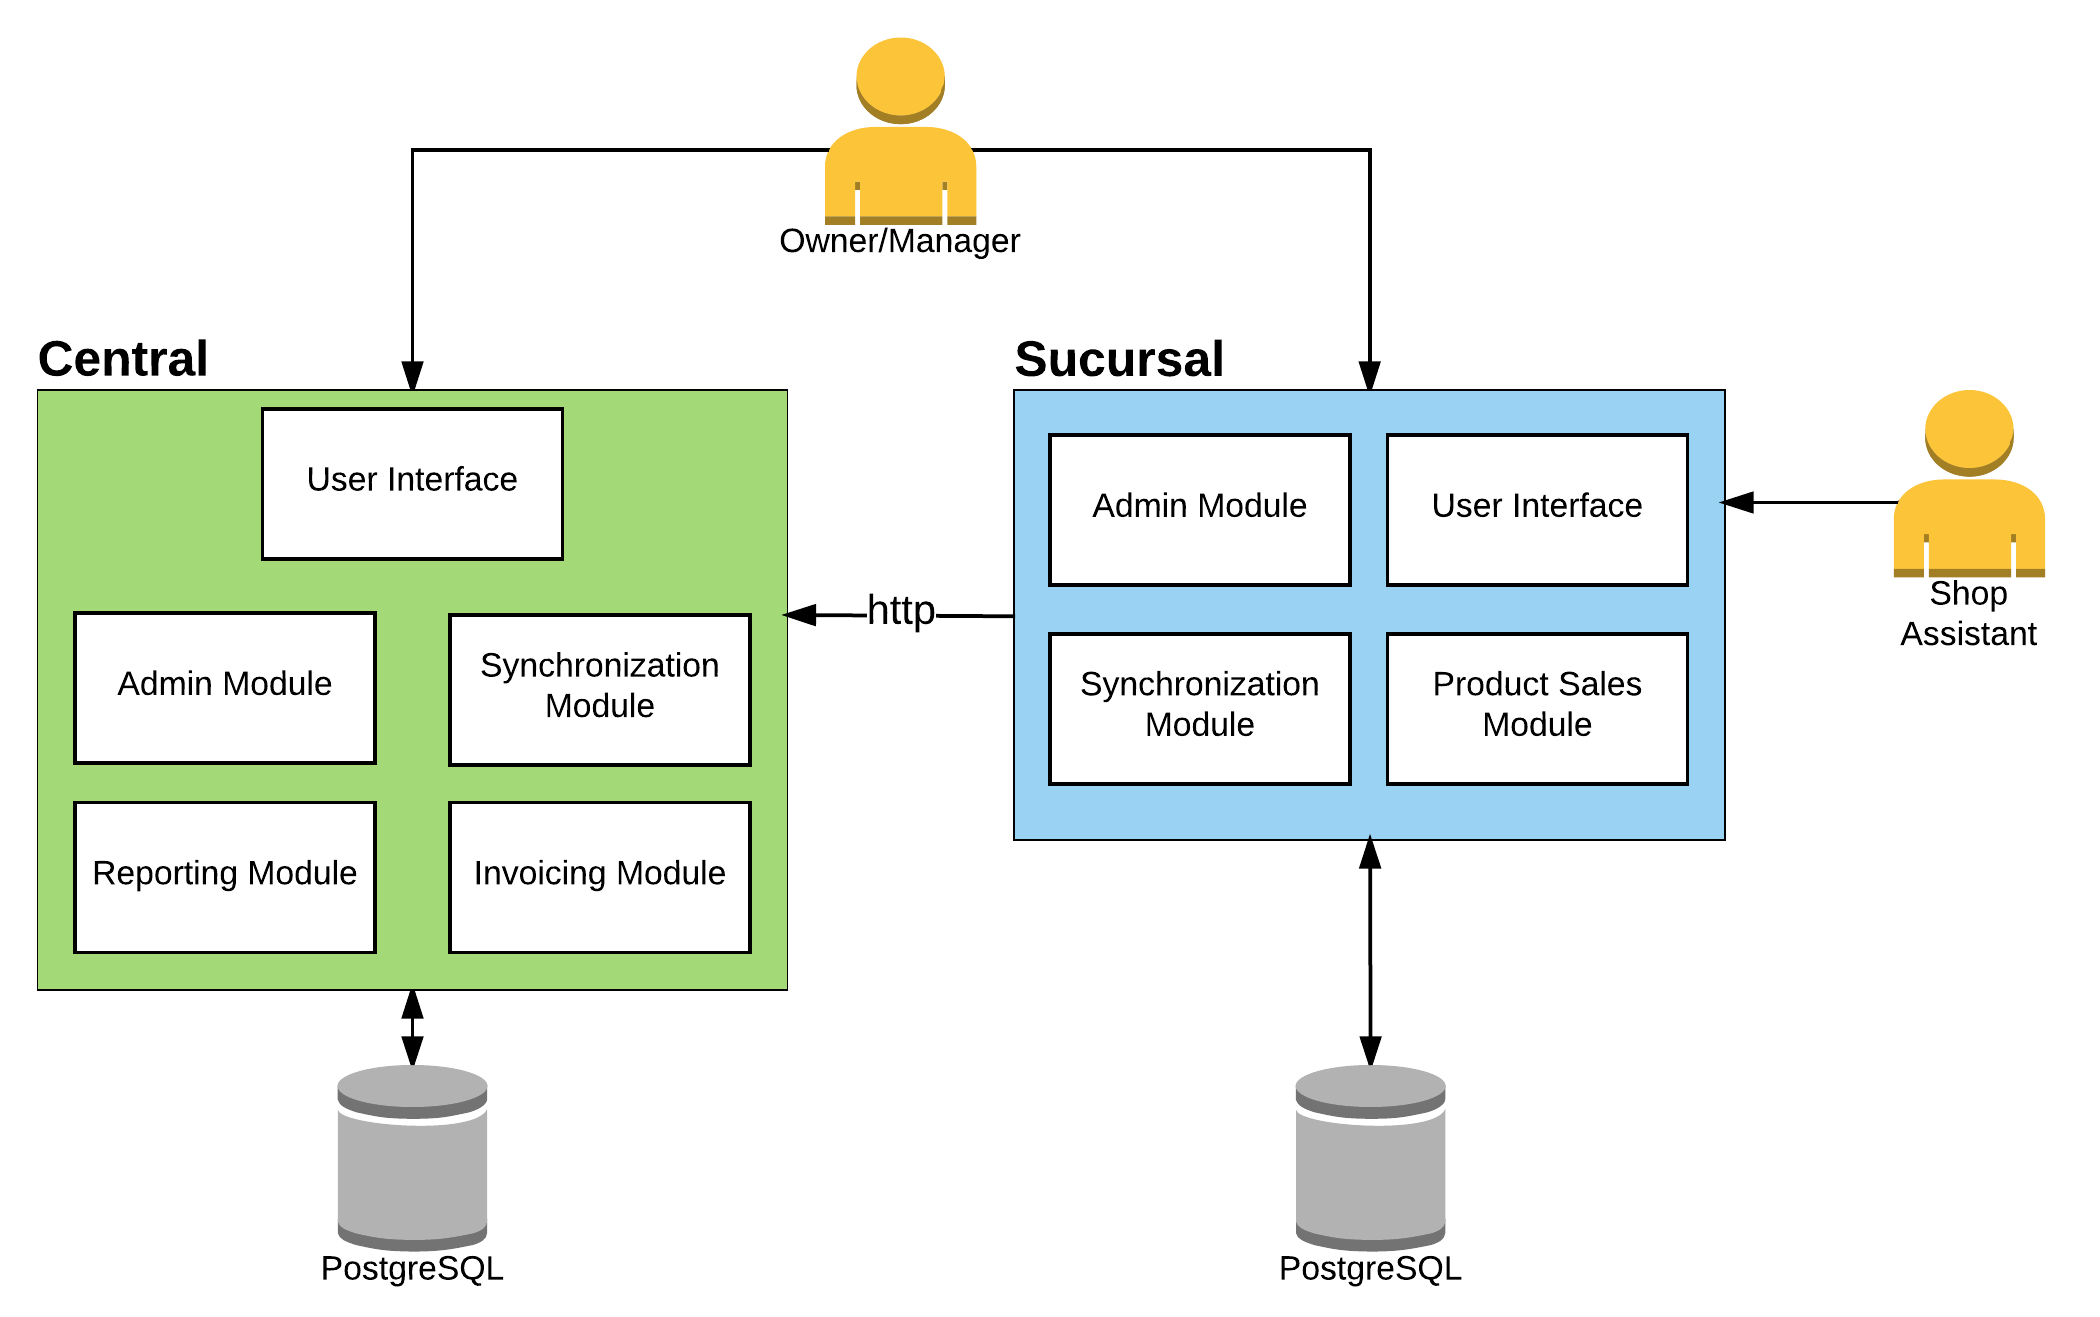 Owner/Manager
Central
User Interface
Admin Module
Synchronization
Module
Reporting Module
Invoicing Module
PostgreSQL
http
Sucursal
Admin Module
User Interface
Synchronization
Module
Product Sales
Module
PostgreSQL
Shop
Assistant